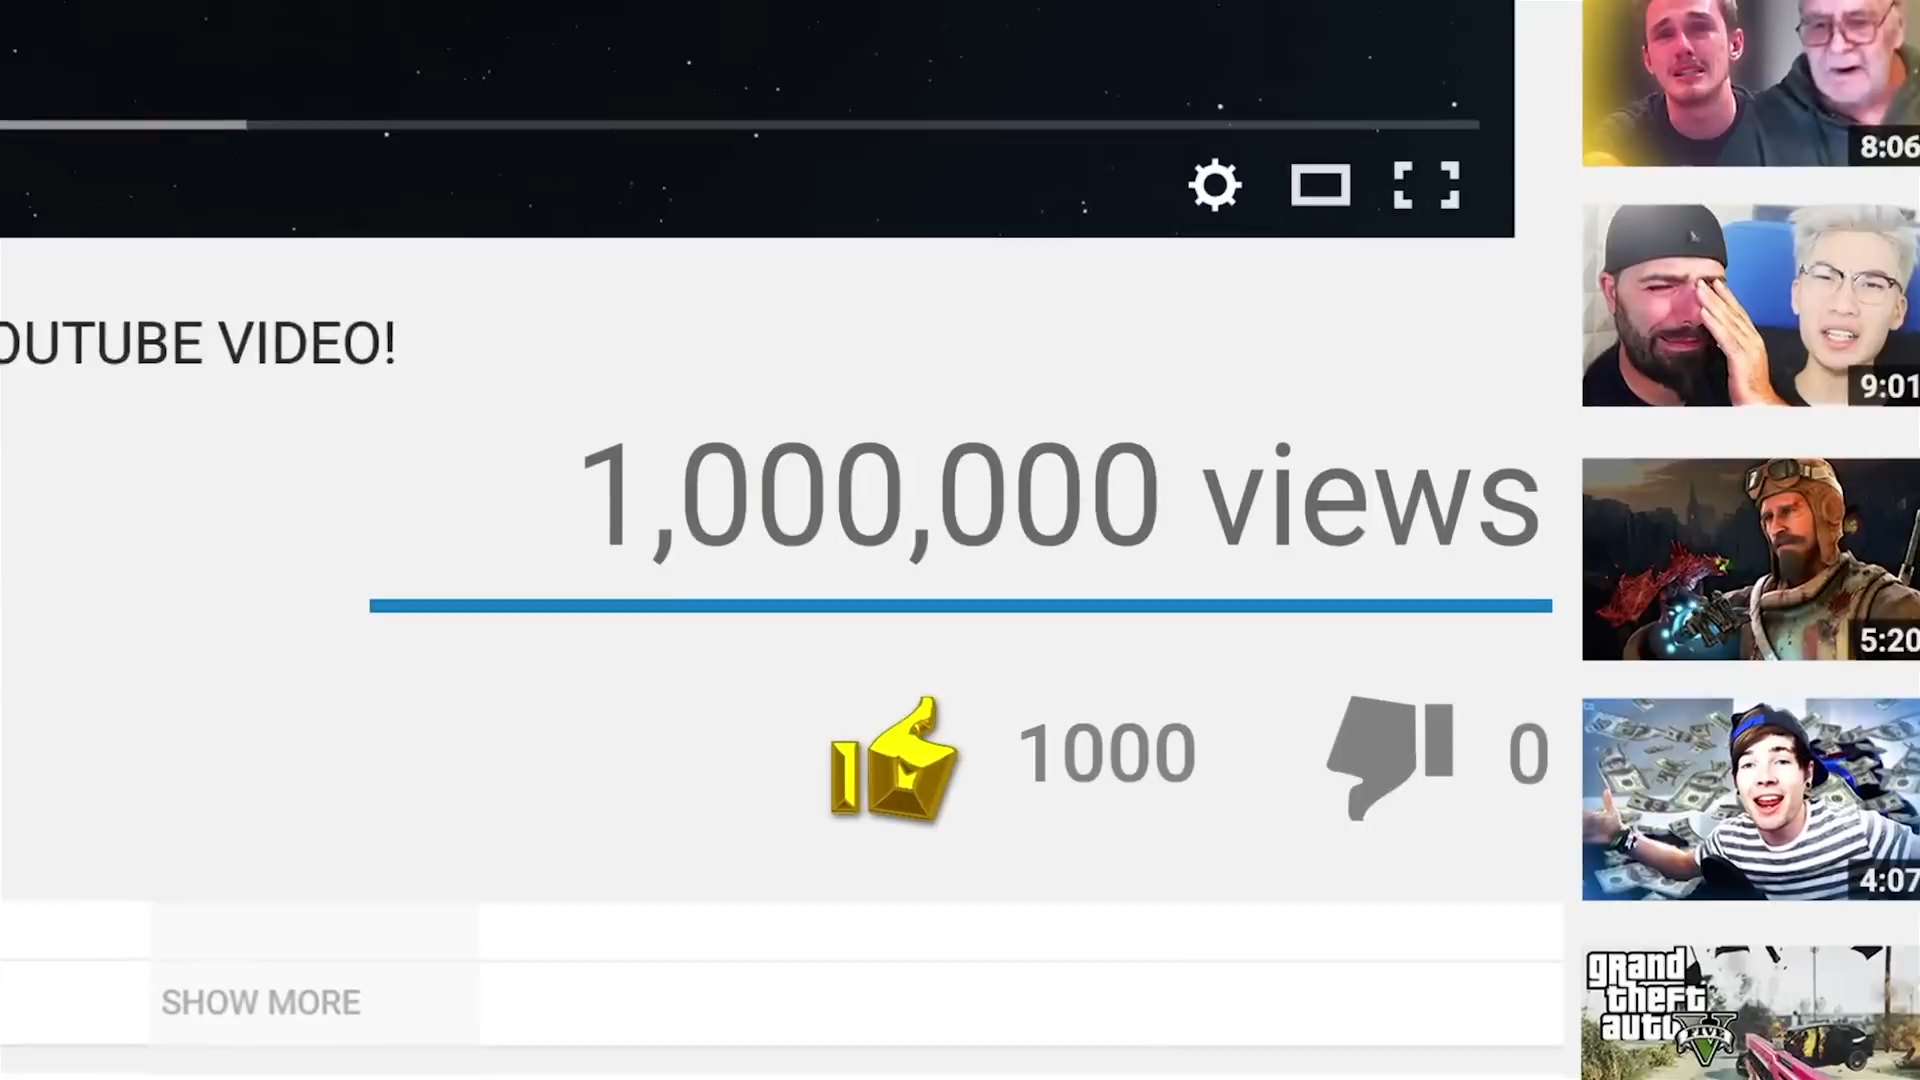 OUTUBE VIDEO!
1,000,000 views
1000
0
SHOW MORE
8:06
9:01
5:20
4:07
grand
theft
auto
FIVE
V